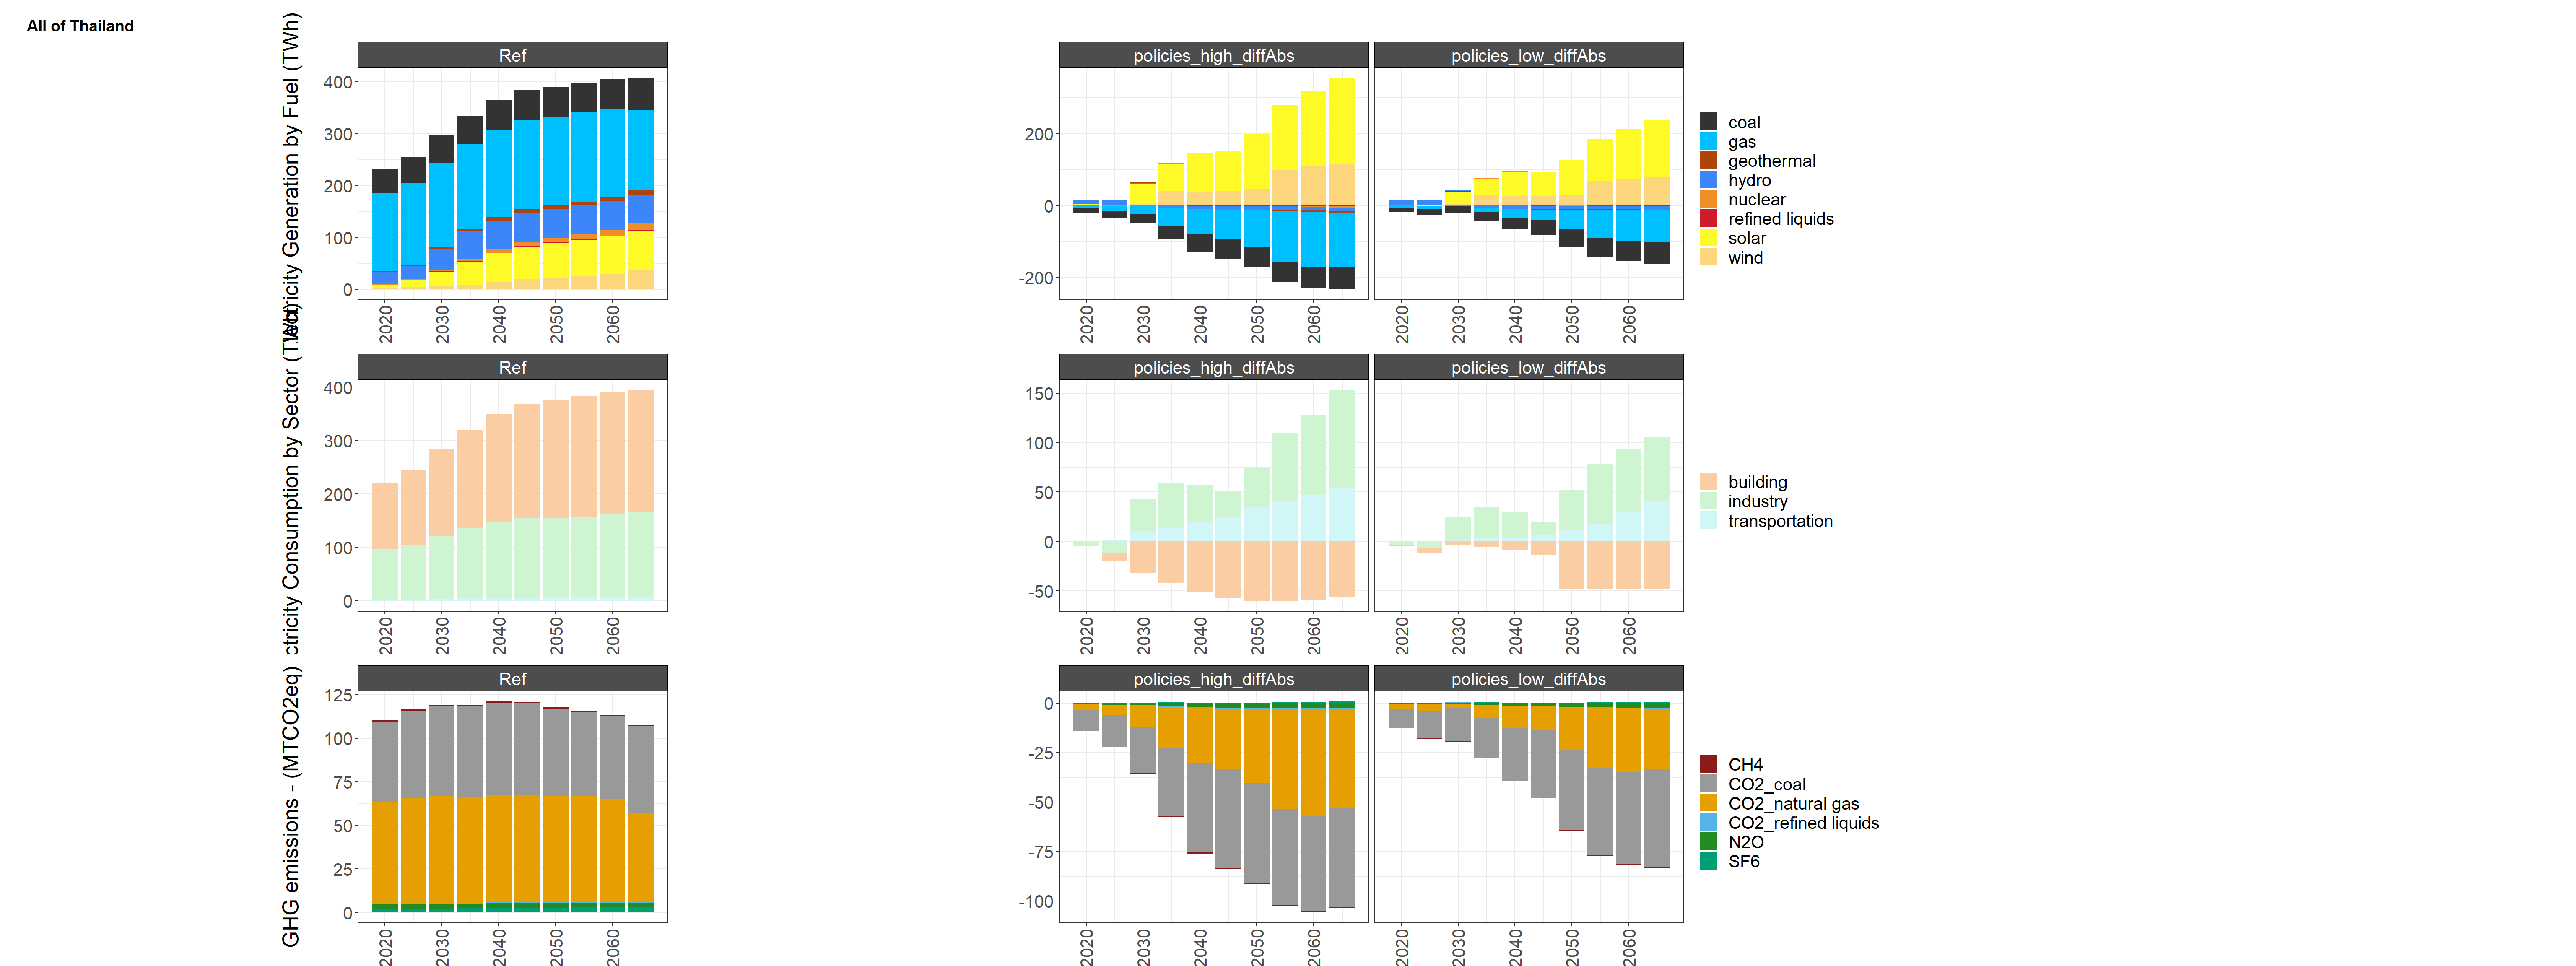 All of Thailand
tricity Generation by Fuel (TWh)
Ref
400
300
200
100
0
2020
2030
2040
2050
2060
policies_high_diffAbs
policies_low_diffAbs
200
0
-200
2020
2030
2040
2050
2060
2020
2030
2040
2050
2060
coal
gas
geothermal
hydro
nuclear
refined liquids
solar
wind
ctricity Consumption by Sector
Ref
400
300
200
100
0
2020
2030
2040
2050
2060
policies_high_diffAbs
policies_low_diffAbs
150
100
50
0
-50
2020
2030
2040
2050
2060
2020
2030
2040
2050
2060
building
industry
transportation
GHG emissions - (MTCO2eq)
Ref
125
100
75
50
25
0
2020
2030
2040
2050
2060
policies_high_diffAbs
policies_low_diffAbs
0
-25
-50
-75
-100
2020
2030
2040
2050
2060
2020
2030
2040
2050
2060
CH4
CO2_coal
CO2_natural gas
CO2_refined liquids
N2O
SF6